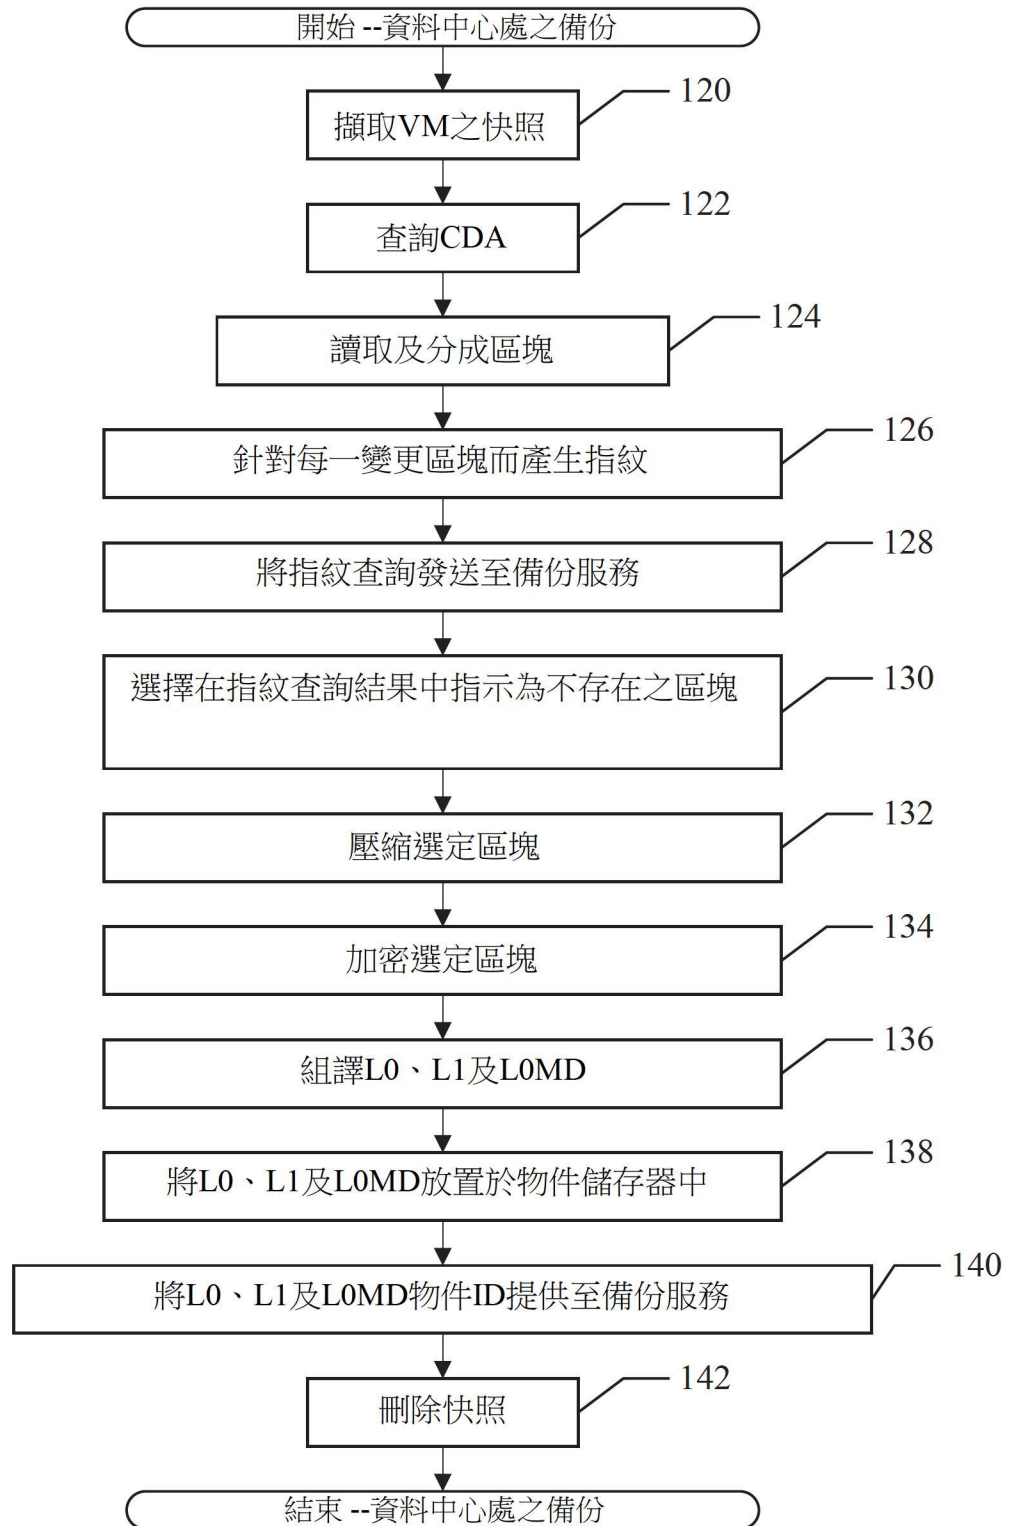 開始 --資料中心處之備份
120
擷取VM之快照
122
查詢CDA
124
讀取及分成區塊
126
針對每一變更區塊而產生指紋
128
將指紋查詢發送至備份服務
130
選擇在指紋查詢結果中指示為不存在之區塊
132
壓縮選定區塊
134
加密選定區塊
136
組譯L0、L1及L0MD
138
將L0、L1及L0MD放置於物件儲存器中
140
將L0、L1及L0MD物件ID提供至備份服務
142
刪除快照
結束 --資料中心處之備份